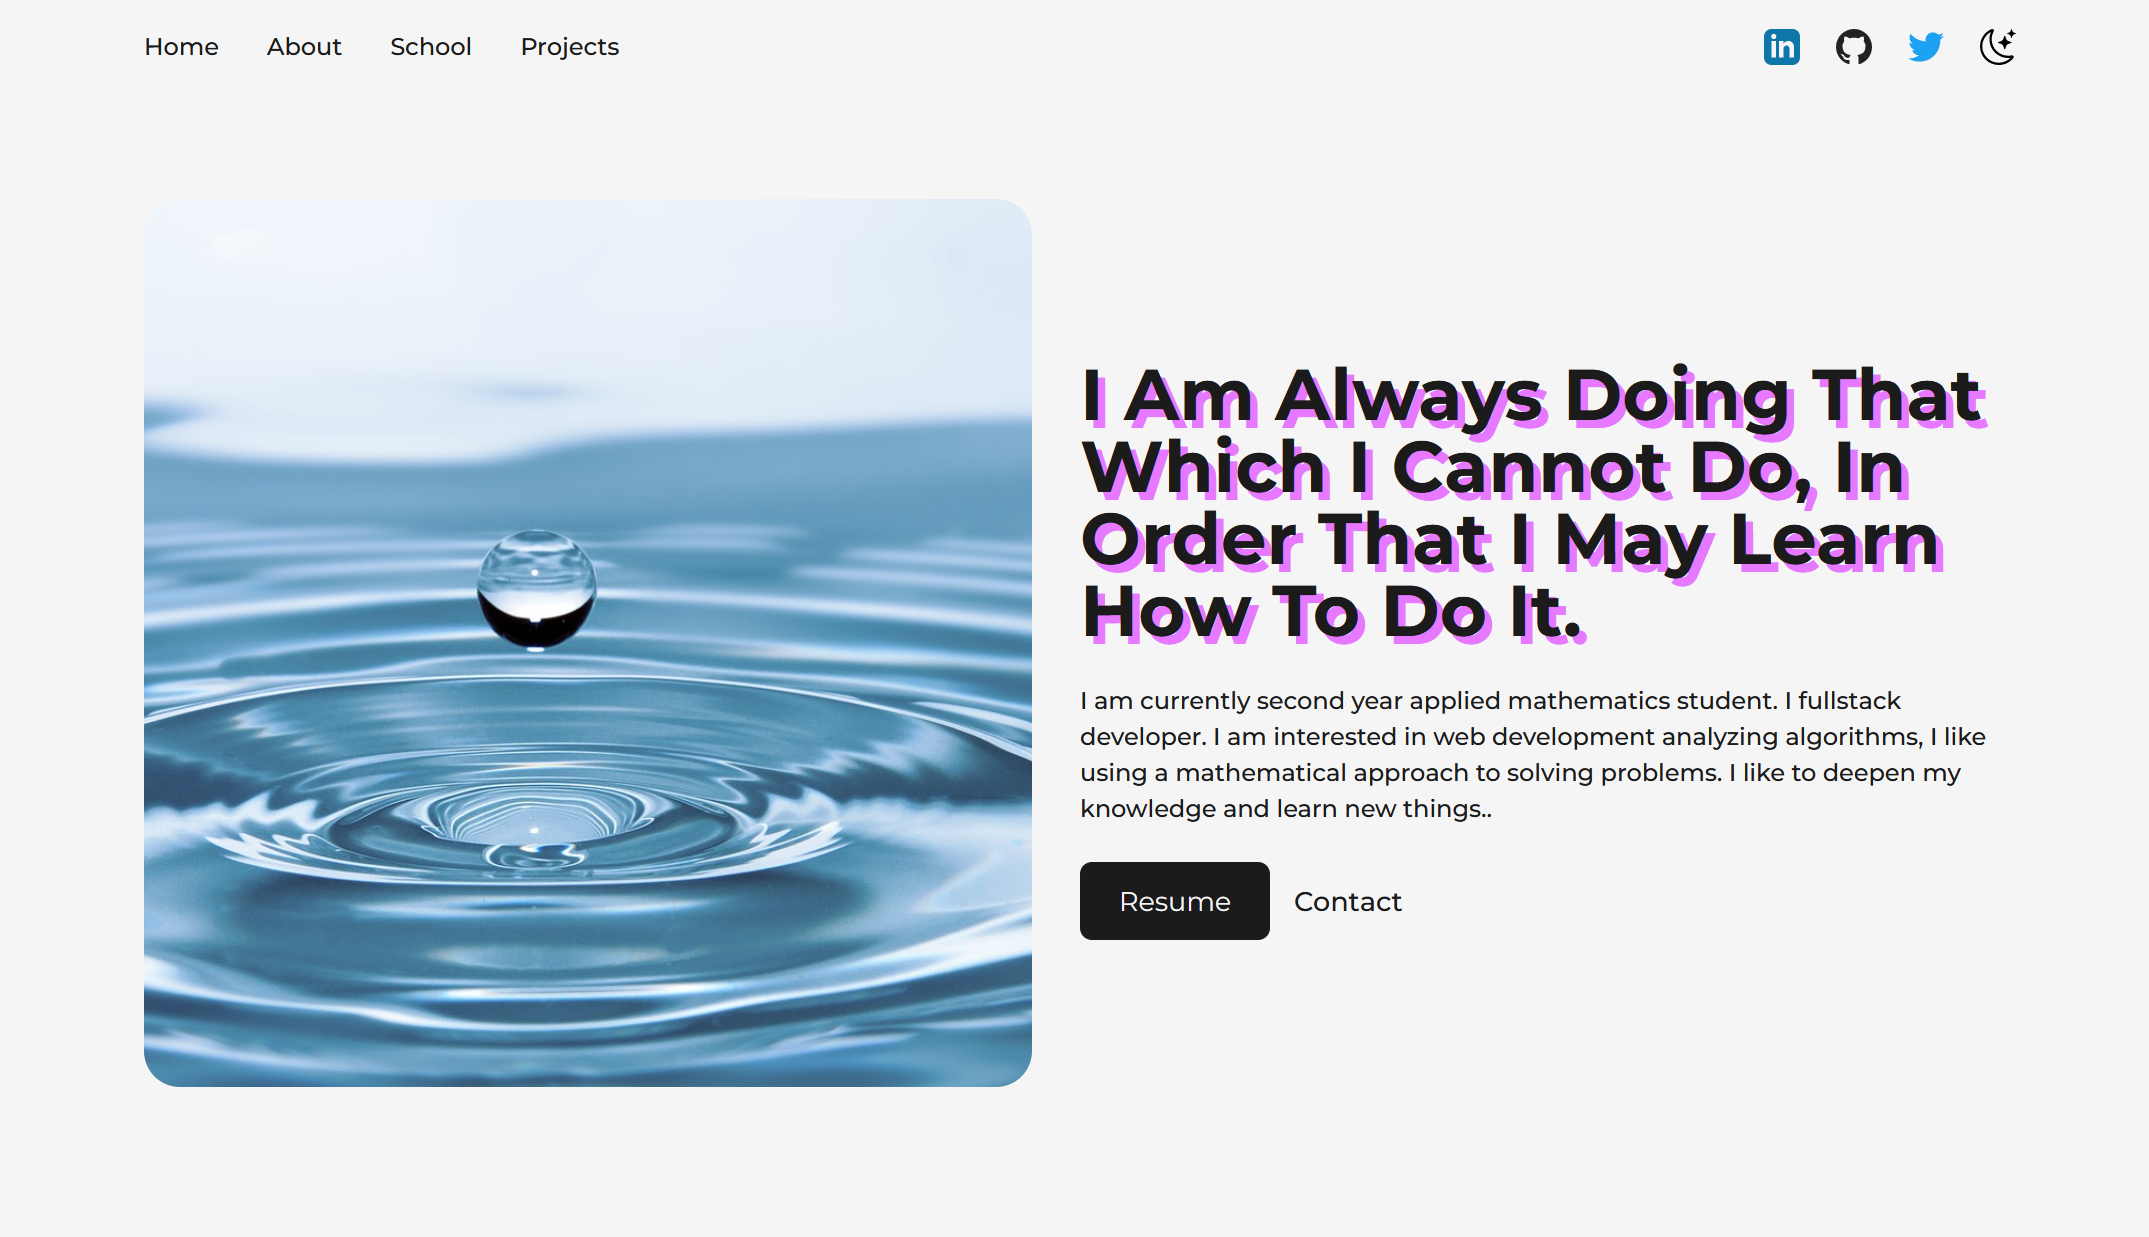 Home About School Projects
in
I Am Always Doing That
Which I Cannot Do, In
Order That I May Learn
How To Do It.
I am currently second year applied mathematics student. I fullstack
developer. I am interested in web development analyzing algorithms, I like
using a mathematical approach to solving problems. I like to deepen my
knowledge and learn new things..
Resume Contact